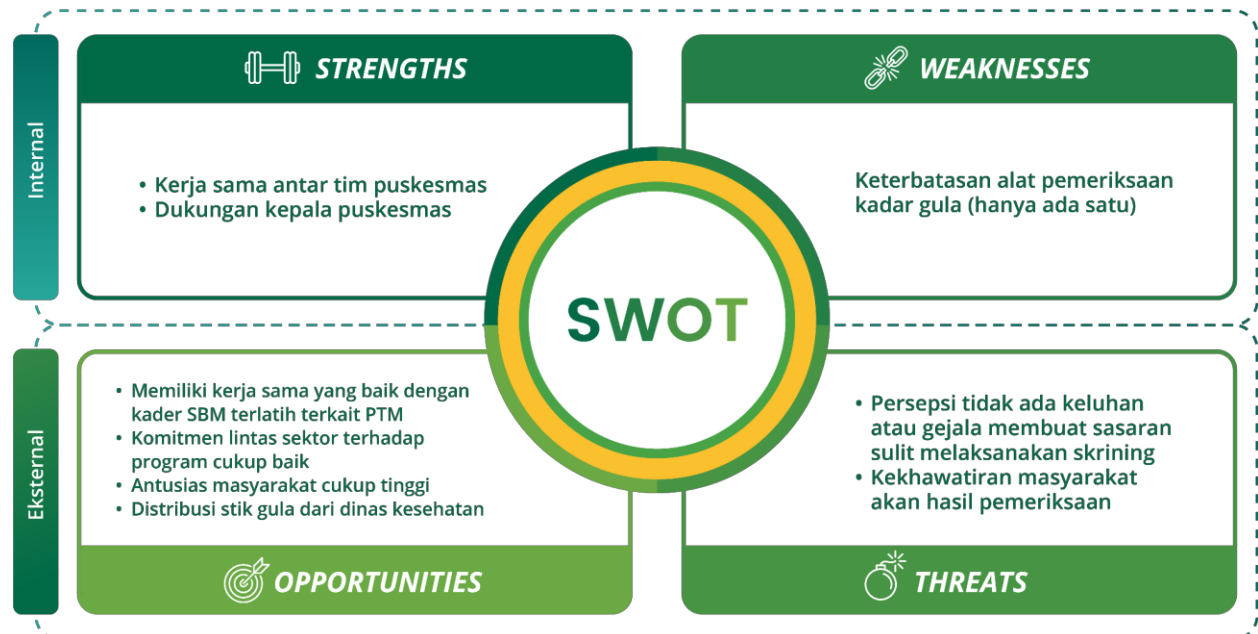 Internal
STRENGTHS
• Kerja sama antar tim puskesmas
• Dukungan kepala puskesmas
WEAKNESSES
Keterbatasan alat pemeriksaan
kadar gula (hanya ada satu)
SWOT
Eksternal
• Memiliki kerja sama yang baik dengan
kader SBM terlatih terkait PTM
• Komitmen lintas sektor terhadap
program cukup baik
• Antusias masyarakat cukup tinggi
• Distribusi stik gula dari dinas kesehatan
OPPORTUNITIES
• Persepsi tidak ada keluhan
atau gejala membuat sasaran
sulit melaksanakan skrining
• Kekhawatiran masyarakat
akan hasil pemeriksaan
THREATS